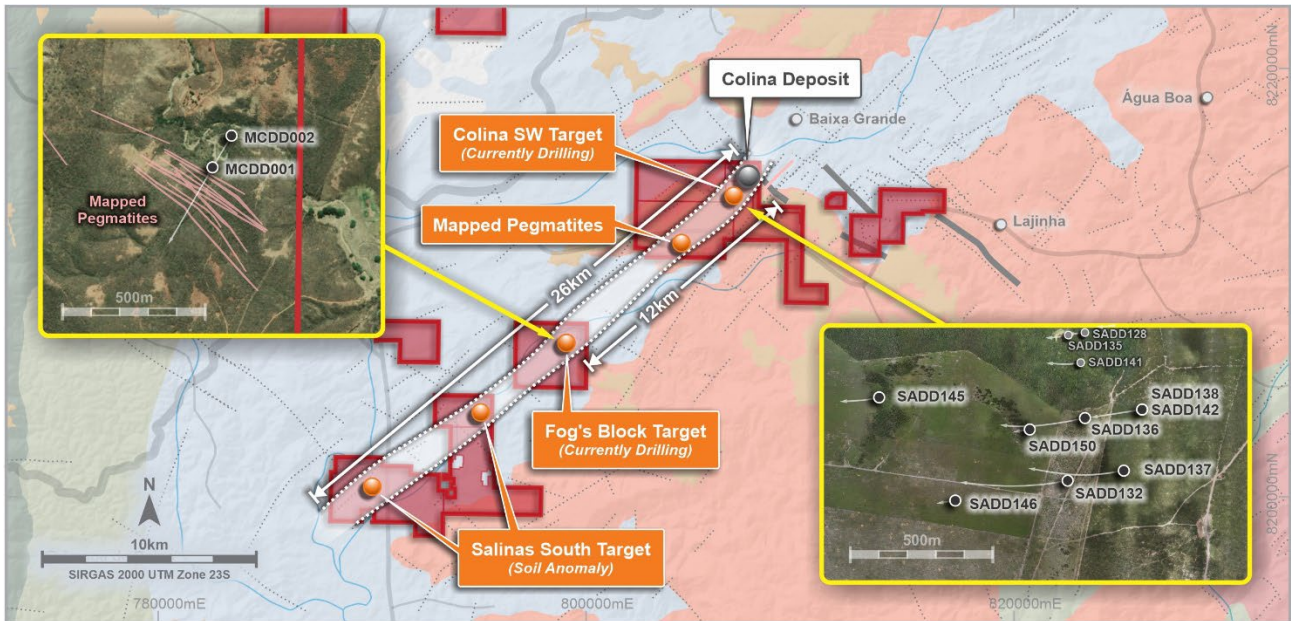 MCDD002
MCDD001
Mapped
Pegmatites
500m
Colina Deposit
Colina SW Target
(Currently Drilling)
Mapped Pegmatites
Baixa Grande
Água Boa
Lajinha
8220000mN
26km
12km
Fog's Block Target
(Currently Drilling)
Salinas South Target
(Soil Anomaly)
SADD128
SADD135
SADD141
SADD145
SADD138
SADD142
SADD136
SADD150
SADD137
SADD132
SADD146
500m
8200000mN
N
10km
SIRGAS 2000 UTM Zone 23S
780000mE
800000mE
820000mE